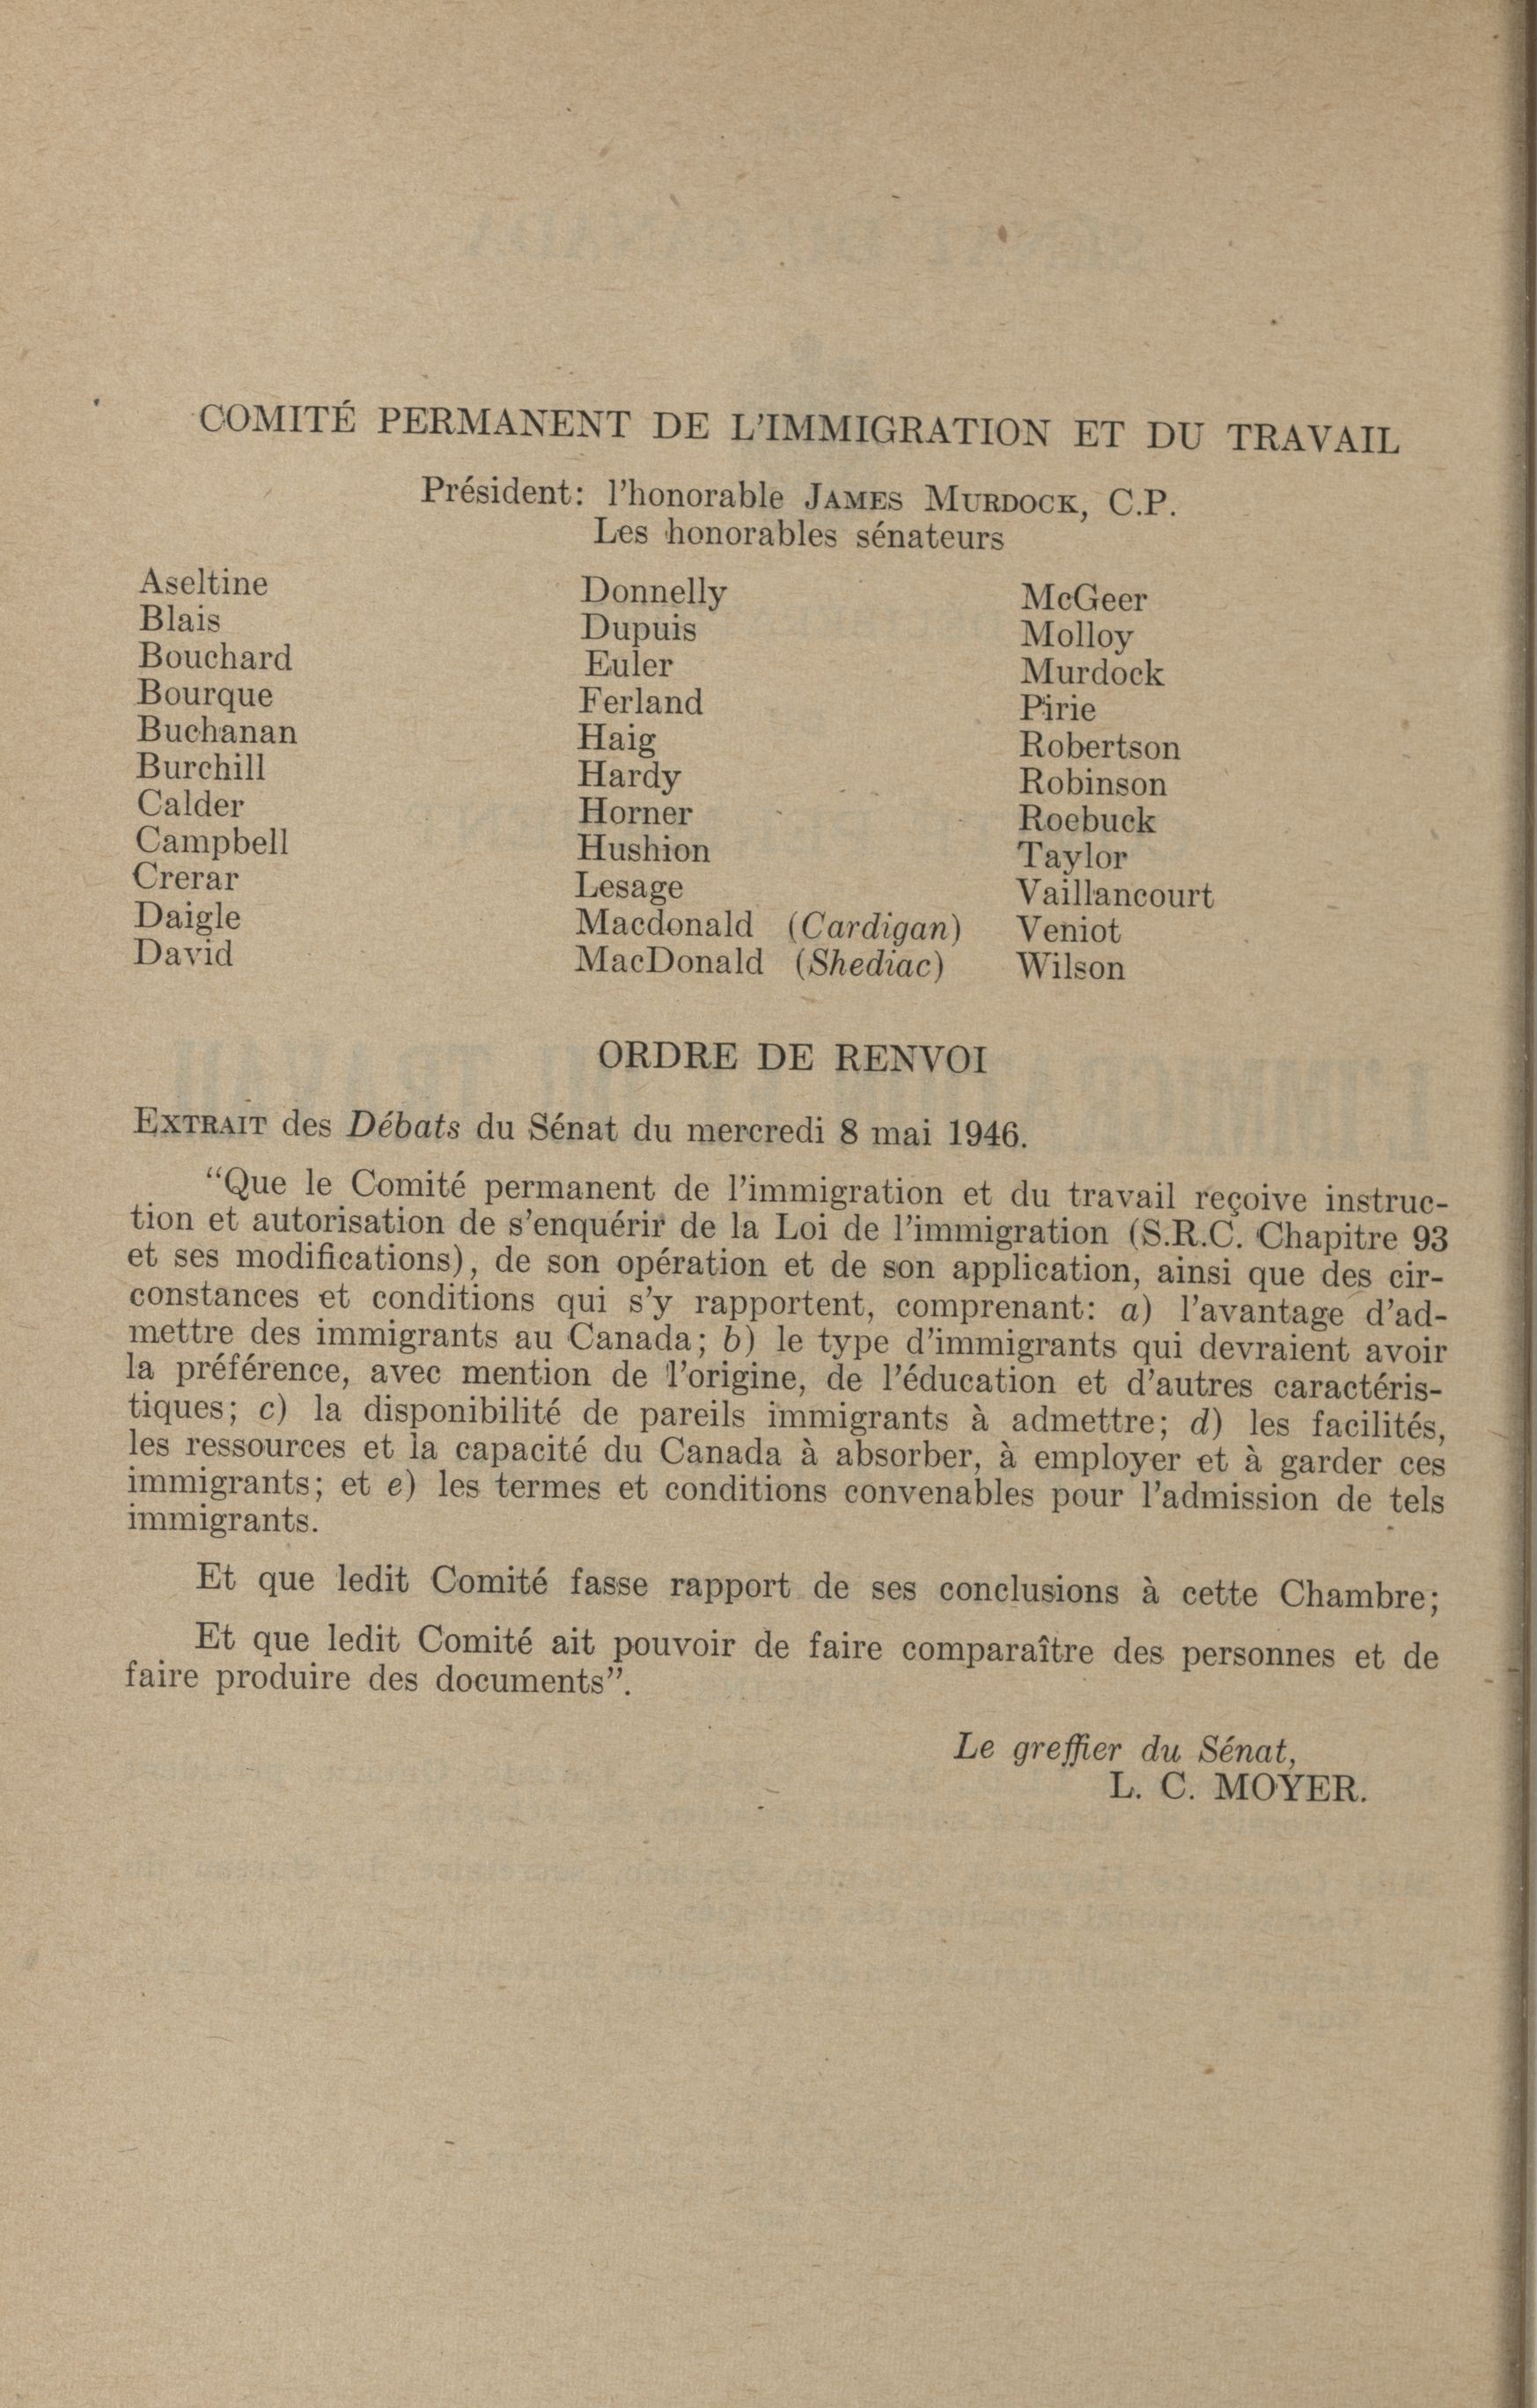 COMITÉ PERMANENT DE L'IMMIGRATION ET DU TRAVAIL
Président: l'honorable JAMES MURDOCK, C.P.
Les honorables sénateurs
Aseltine
Blais
Bouchard
Bourque
Buchanan
Burchill
Calder
Campbell
Crerar
Daigle
David
Donnelly
Dupuis
Euler
Ferland
Haig
Hardy
Horner
Hushion
Lesage
Macdonald (Cardigan)
MacDonald (Shediac)
McGeer
Molloy
Murdock
Pirie
Robertson
Robinson
Roebuck
Taylor
Vaillancourt
Veniot
Wilson
ORDRE DE RENVOI
EXTRAIT des Débats du Sénat du mercredi 8 mai 1946.
“Que le Comité permanent de l'immigration et du travail reçoive instruc-
tion et autorisation de s'enquérir de la Loi de l'immigration (S.R.C. Chapitre 93
et ses modifications), de son opération et de son application, ainsi que des cir-
constances et conditions qui s'y rapportent, comprenant: a) l'avantage d'ad-
mettre des immigrants au Canada; b) le type d'immigrants qui devraient avoir
la préférence, avec mention de l'origine, de l'éducation et d'autres caractéris-
tiques; c) la disponibilité de pareils immigrants à admettre; d) les facilités,
les ressources et la capacité du Canada à absorber, à employer et à garder ces
immigrants; et e) les termes et conditions convenables pour l'admission de tels
immigrants.
Et que ledit Comité fasse rapport de ses conclusions à cette Chambre;
Et que ledit Comité ait pouvoir de faire comparaître des personnes et de
faire produire des documents”.
Le greffier du Sénat,
L. C. MOYER.